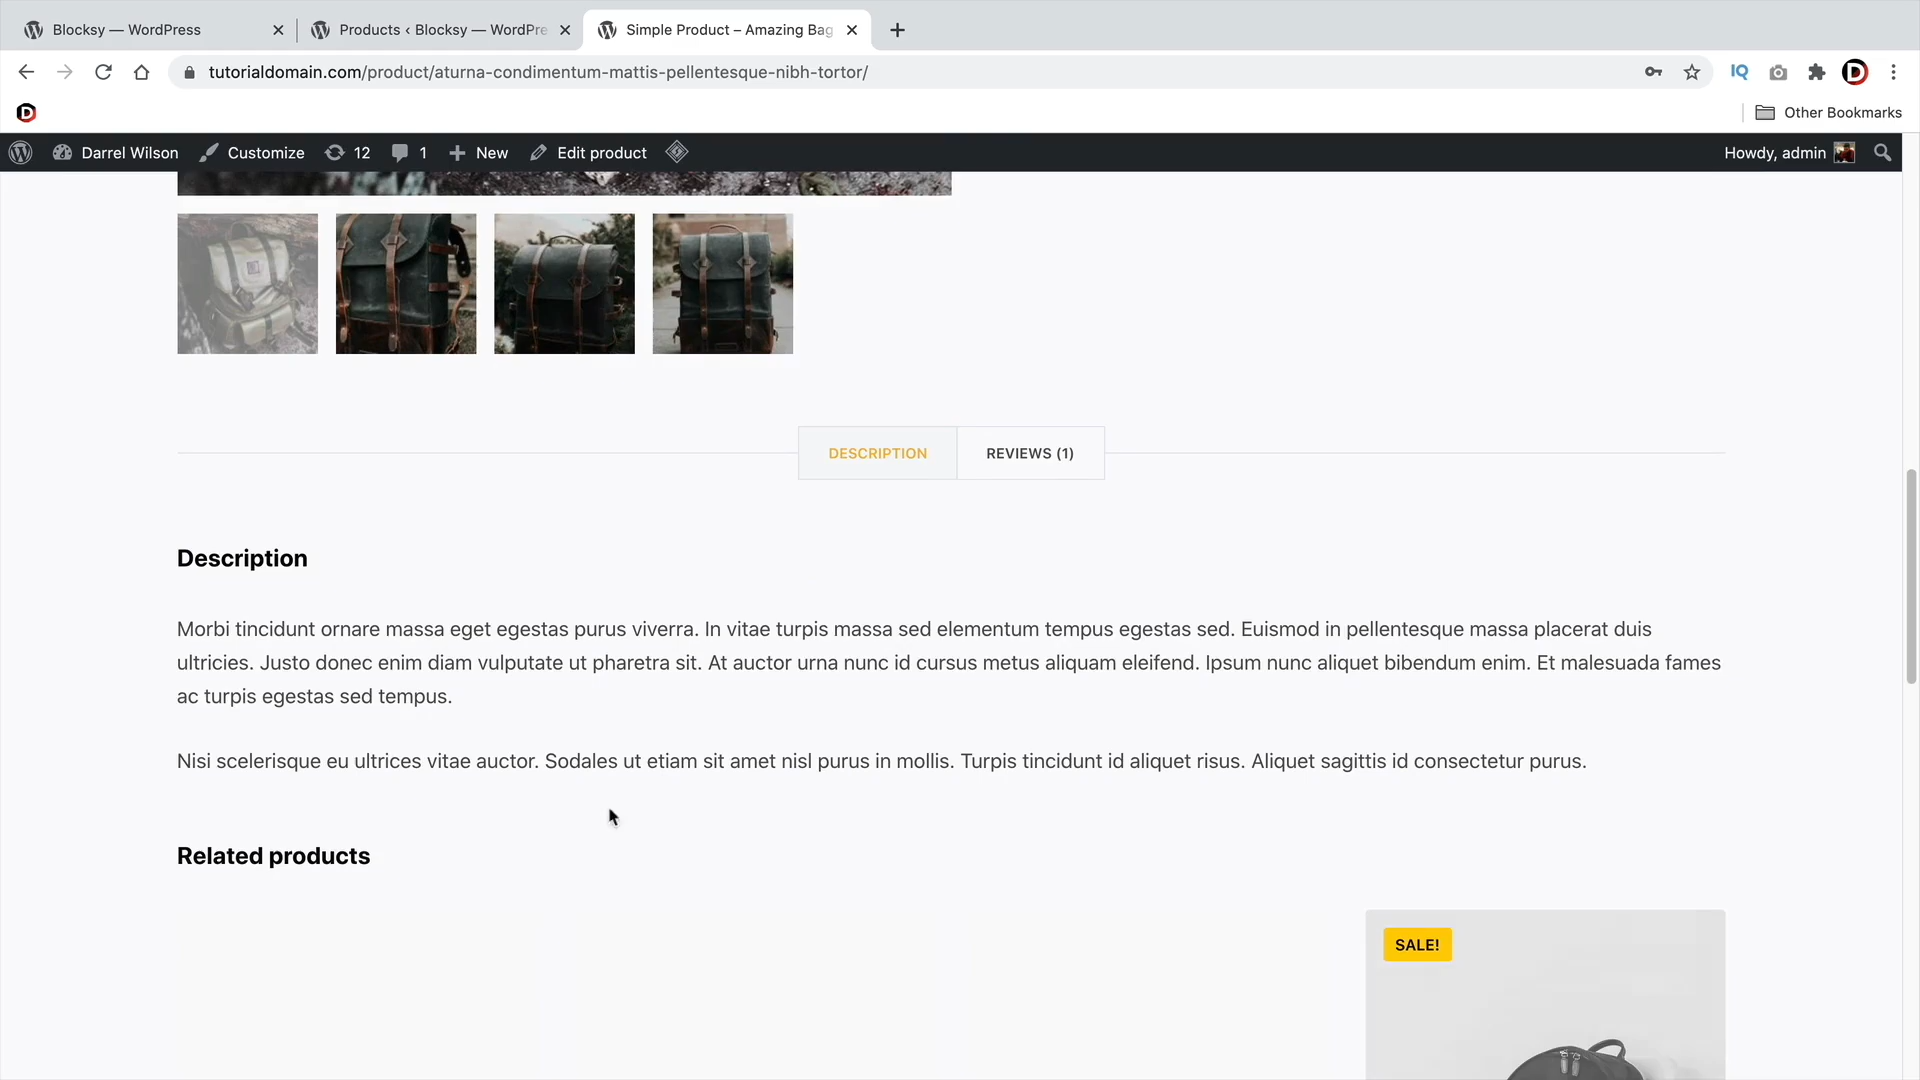 Blocksy — WordPress
Products ‹ Blocksy — WordPre
Simple Product – Amazing Bag
tutorialdomain.com/product/aturna-condimentum-mattis-pellentesque-nibh-tortor/
IQ
D
D
Other Bookmarks
Darrel Wilson
Customize
12
1
New
Edit product
Howdy, admin
DESCRIPTION
REVIEWS (1)
Description
Morbi tincidunt ornare massa eget egestas purus viverra. In vitae turpis massa sed elementum tempus egestas sed. Euismod in pellentesque massa placerat duis
ultricies. Justo donec enim diam vulputate ut pharetra sit. At auctor urna nunc id cursus metus aliquam eleifend. Ipsum nunc aliquet bibendum enim. Et malesuada fames
ac turpis egestas sed tempus.
Nisi scelerisque eu ultrices vitae auctor. Sodales ut etiam sit amet nisl purus in mollis. Turpis tincidunt id aliquet risus. Aliquet sagittis id consectetur purus.
Related products
SALE!